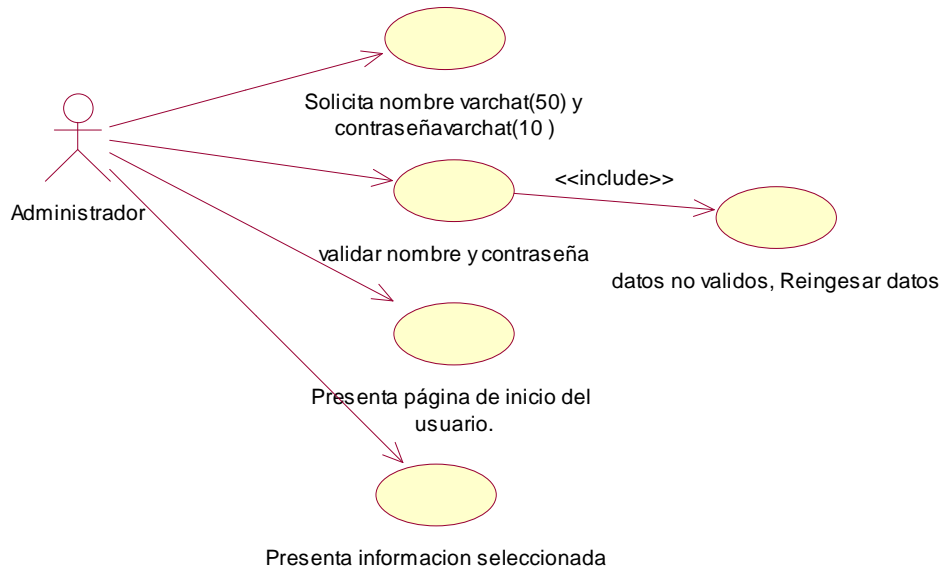 Solicita nombre varchat(50) y
contraseñavarchat(10 )
<<include>>
Administrador
validar nombre y contraseña
datos no validos, Reingesar datos
Presenta página de inicio del
usuario.
Presenta informacion seleccionada